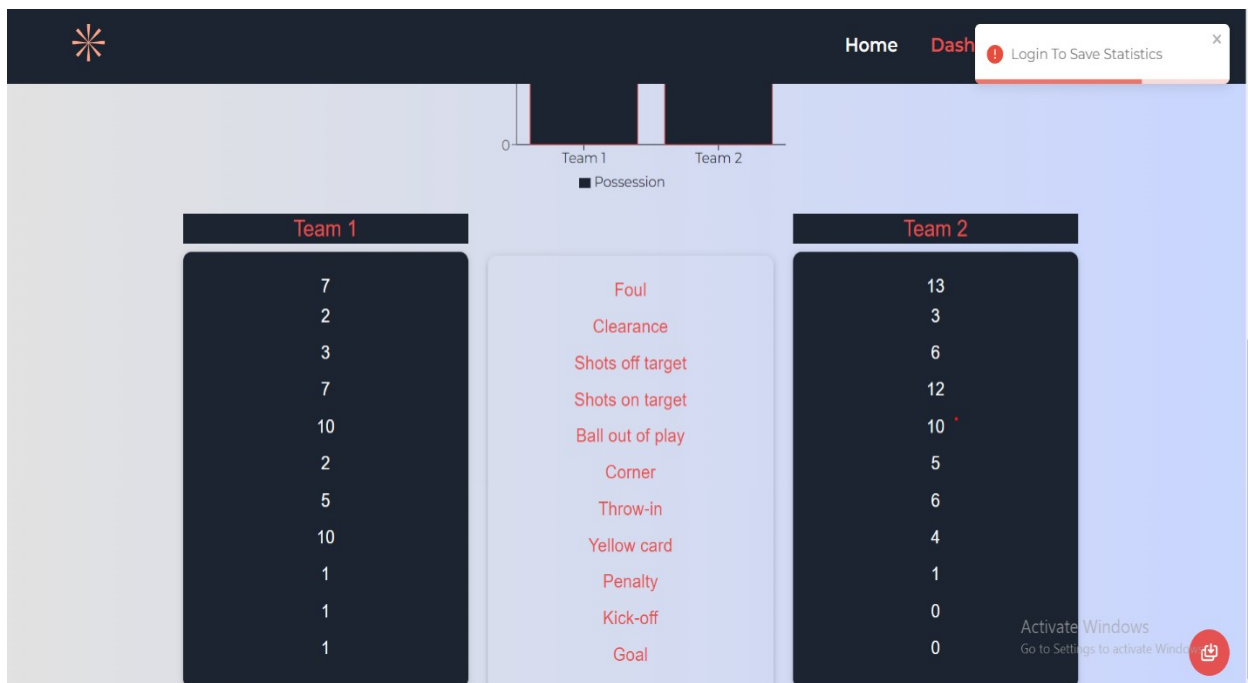 Home Dash
Login To Save Statistics
0
Team 1 Team 2
Possession
Team 1 Team 2
7 Foul 13
2 Clearance 3
3 Shots off target 6
7 Shots on target 12
10 Ball out of play 10
2 Corner 5
5 Throw-in 6
10 Yellow card 4
1 Penalty 1
1 Kick-off 0
1 Goal 0
Activate Windows
Go to Settings to activate Window